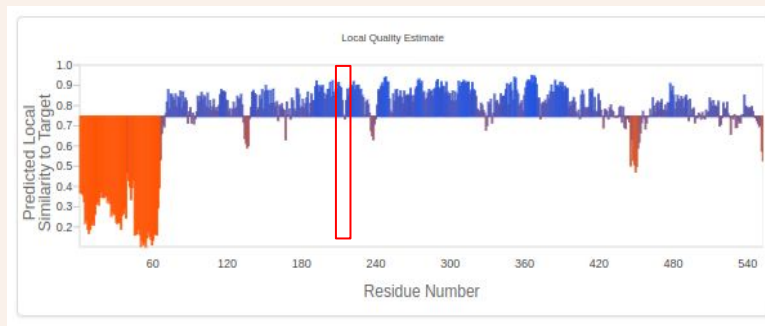 Local Quality Estimate
1.0
0.9
0.8
0.7
0.6
0.5
0.4
0.3
0.2
Predicted Local
Similarity to Target
60 120 180 240 300 360 420 480 540
Residue Number